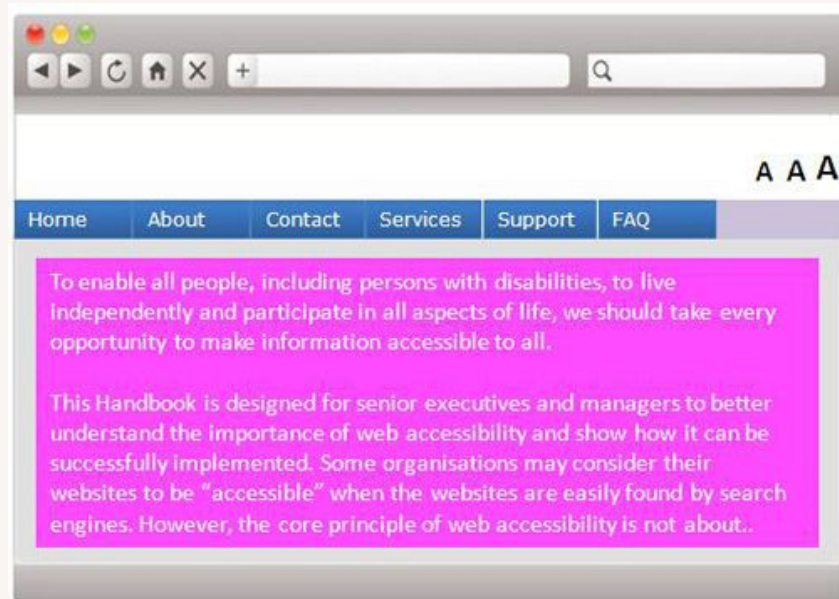 A A A
Home About Contact Services Support FAQ
To enable all people, including persons with disabilities, to live
independently and participate in all aspects of life, we should take every
opportunity to make information accessible to all.
This Handbook is designed for senior executives and managers to better
understand the importance of web accessibility and show how it can be
successfully implemented. Some organisations may consider their
websites to be “accessible” when the websites are easily found by search
engines. However, the core principle of web accessibility is not about..